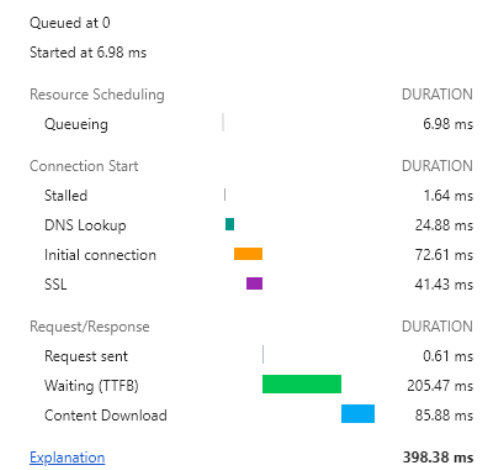 Queued at 0
Started at 6.98 ms
Resource Scheduling DURATION
Queueing 6.98 ms
Connection Start DURATION
Stalled 1.64 ms
DNS Lookup 24.88 ms
Initial connection 72.61 ms
SSL 41.43 ms
Request/Response DURATION
Request sent 0.61 ms
Waiting (TTFB) 205.47 ms
Content Download 85.88 ms
Explanation 398.38 ms